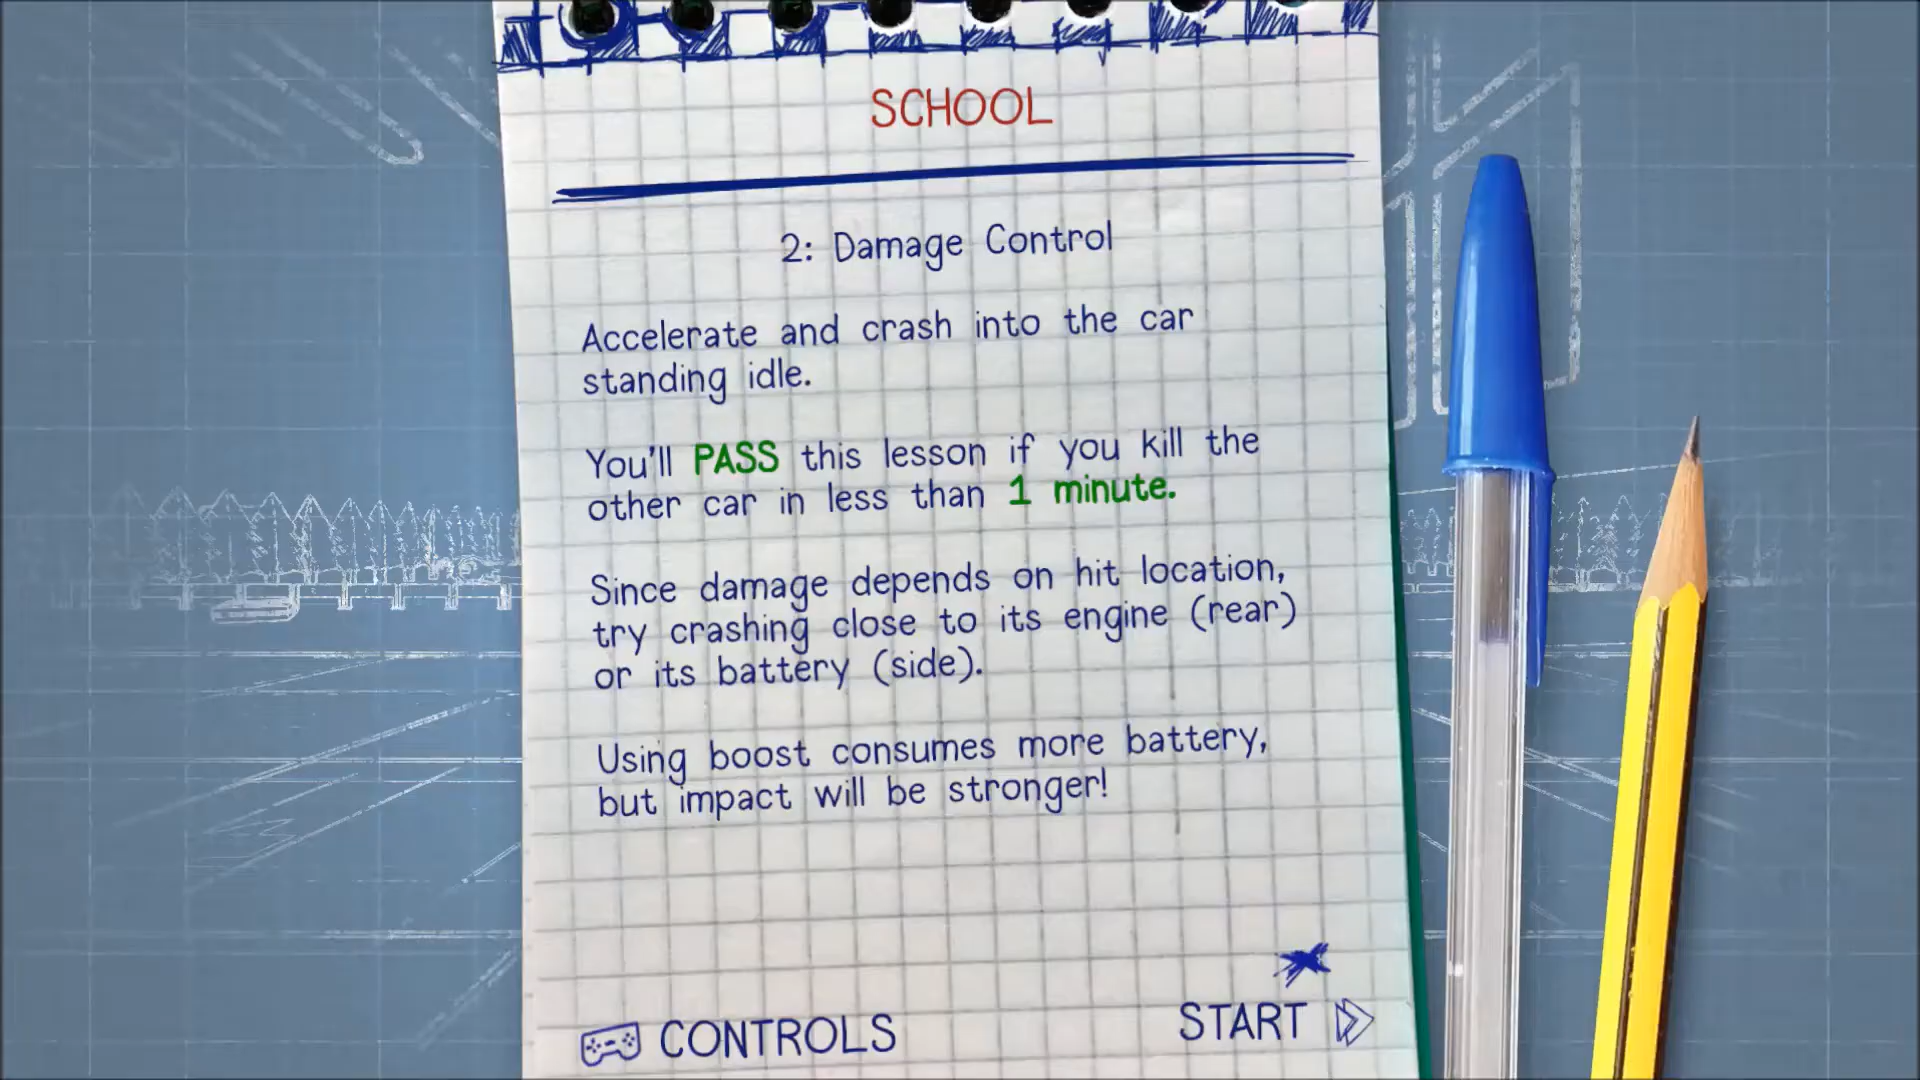 SCHOOL
2: Damage Control
Accelerate and crash into the car
standing idle.
You'll PASS this lesson if you kill the
other car in less than 1 minute.
Since damage depends on hit location,
try crashing close to its engine (rear)
or its battery (side).
Using boost consumes more battery,
but impact will be stronger!
CONTROLS
START